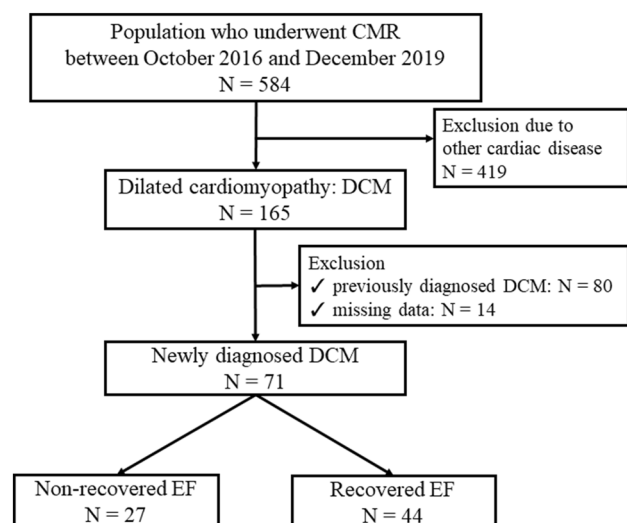 Population who underwent CMR
between October 2016 and December 2019
N = 584
Exclusion due to
other cardiac disease
N = 419
Dilated cardiomyopathy: DCM
N = 165
Exclusion
✓ previously diagnosed DCM: N = 80
✓ missing data: N = 14
Newly diagnosed DCM
N = 71
Non-recovered EF
N = 27
Recovered EF
N = 44